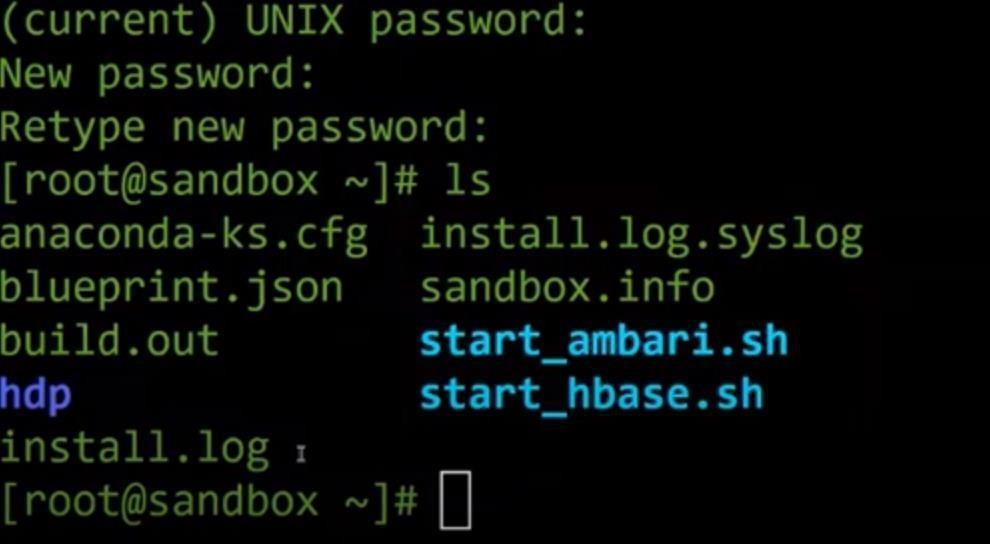 (current) UNIX password:
New password:
Retype new password:
[root@sandbox ~]# ls
anaconda-ks.cfg  install.log.syslog
blueprint.json   sandbox.info
build.out        start_ambari.sh
hdp              start_hbase.sh
install.log
[root@sandbox ~]#